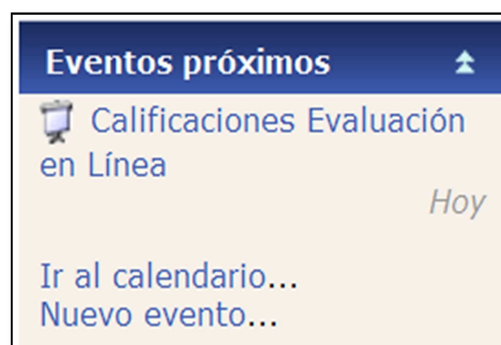 Eventos próximos
Calificaciones Evaluación
en Línea
Hoy
Ir al calendario...
Nuevo evento...